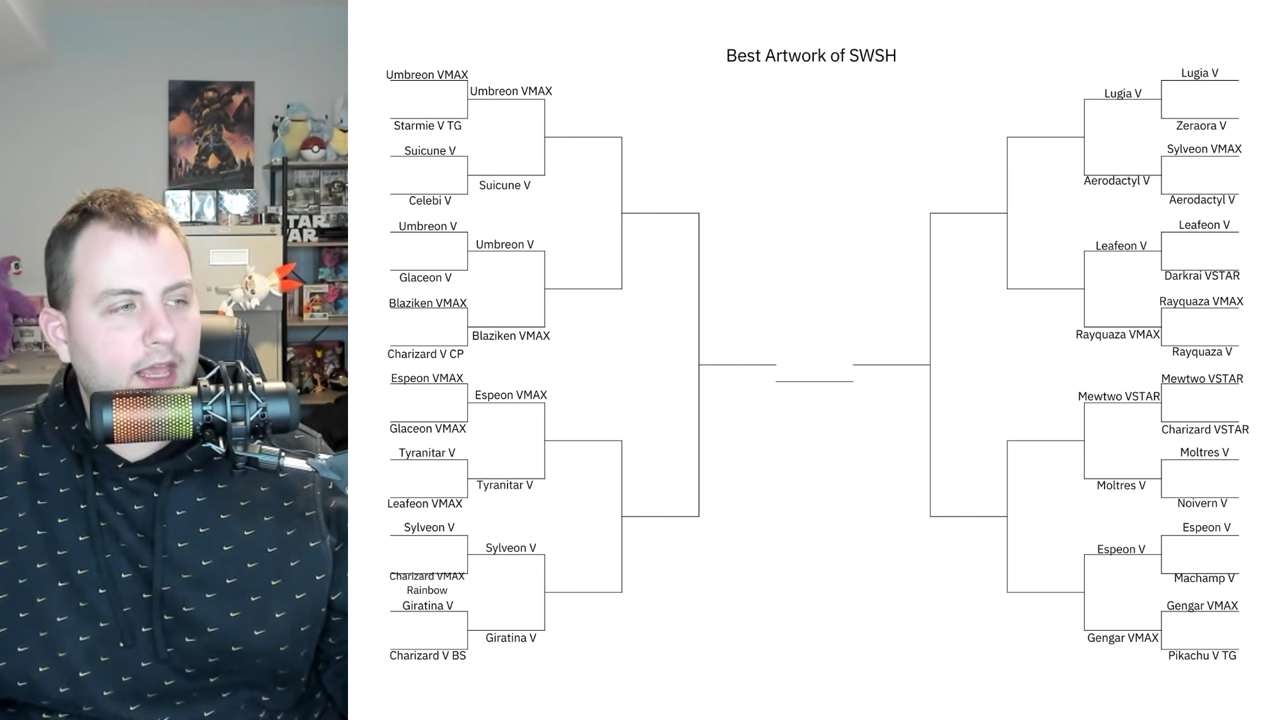 Best Artwork of SWSH
Umbreon VMAX
Umbreon VMAX
Starmie V TG
Suicune V
Suicune V
Celebi V
Umbreon V
Umbreon V
Glaceon V
Blaziken VMAX
Blaziken VMAX
Charizard V CP
Espeon VMAX
Espeon VMAX
Glaceon VMAX
Tyranitar V
Tyranitar V
Leafeon VMAX
Sylveon V
Sylveon V
Charizard VMAX
Rainbow
Giratina V
Giratina V
Charizard V BS
Lugia V
Lugia V
Zeraora V
Sylveon VMAX
Aerodactyl V
Aerodactyl V
Leafeon V
Leafeon V
Darkrai VSTAR
Rayquaza VMAX
Rayquaza VMAX
Rayquaza V
Mewtwo VSTAR
Mewtwo VSTAR
Charizard VSTAR
Moltres V
Moltres V
Noivern V
Espeon V
Espeon V
Machamp V
Gengar VMAX
Gengar VMAX
Pikachu V TG
STAR
WAR